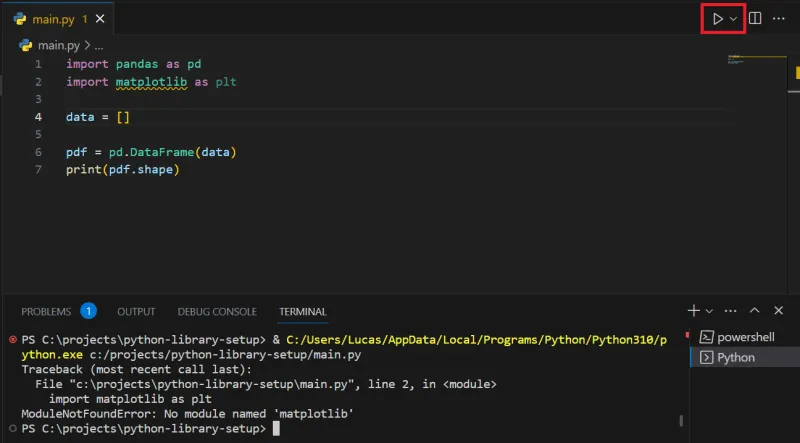 main.py 1
main.py > ...
1 import pandas as pd
2 import matplotlib as plt
3
4 data = []
5
6 pdf = pd.DataFrame(data)
7 print(pdf.shape)
PROBLEMS 1 OUTPUT DEBUG CONSOLE TERMINAL
PS C:\projects\python-library-setup> & C:/Users/Lucas/AppData/Local/Programs/Python/Python310/p
ython.exe c:/projects/python-library-setup/main.py
Traceback (most recent call last):
File "c:\projects\python-library-setup\main.py", line 2, in <module>
import matplotlib as plt
ModuleNotFoundError: No module named 'matplotlib'
PS C:\projects\python-library-setup>
powershell
Python